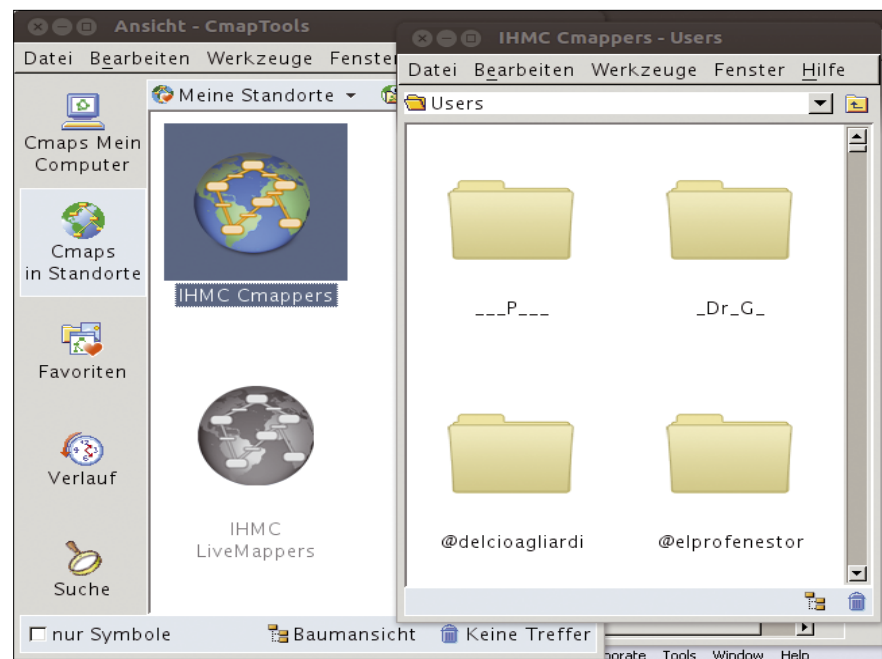 Ansicht - CmapTools
Datei Bearbeiten Werkzeuge Fenster
Meine Standorte
Cmaps Mein
Computer
Cmaps
in Standorte
Favoriten
Verlauf
Suche
IHMC Cmappers
IHMC
LiveMappers
nur Symbole
Baumansicht
Keine Treffer
IHMC Cmappers - Users
Datei Bearbeiten Werkzeuge Fenster Hilfe
Users
___P___
_Dr_G_
@delcioagliardi
@elprofenestor
Tools Window Help